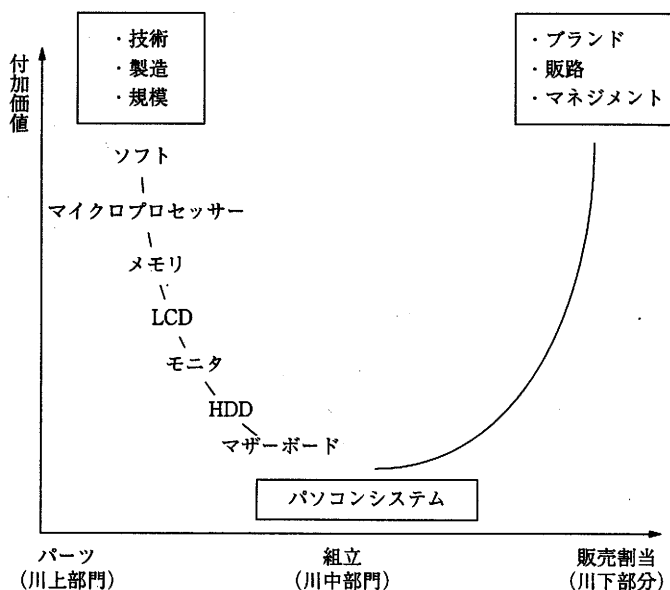 付加価値
・技術
・製造
・規模
・ブランド
・販路
・マネジメント
ソフト
マイクロプロセッサー
メモリ
LCD
モニタ
HDD
マザーボード
パソコンシステム
パーツ
(川上部門)
組立
(川中部門)
販売割当
(川下部分)